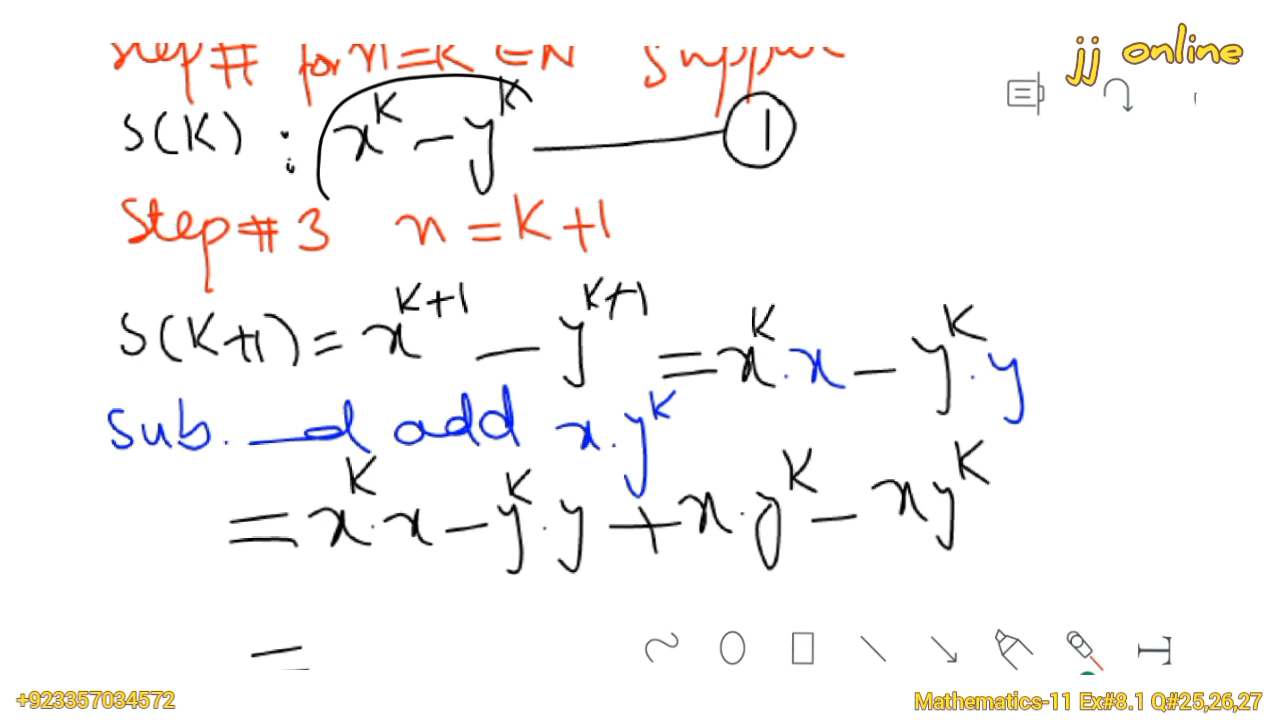 jj online
Step # for n = K ∈ N Suppose
S(K) : x^K - y^K ——— ①
Step # 3 n = K+1
S(K+1) = x^{K+1} - y^{K+1} = x^K . x - y^K . y
Sub. and add x . y^K
= x^K . x - y^K . y + x . y^K - x y^K
=
+923357034572
Mathematics-11 Ex#8.1 Q#25,26,27